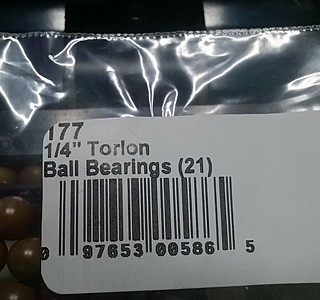 177
1/4" Torlon
Ball Bearings (21)
0 97653 00586 5